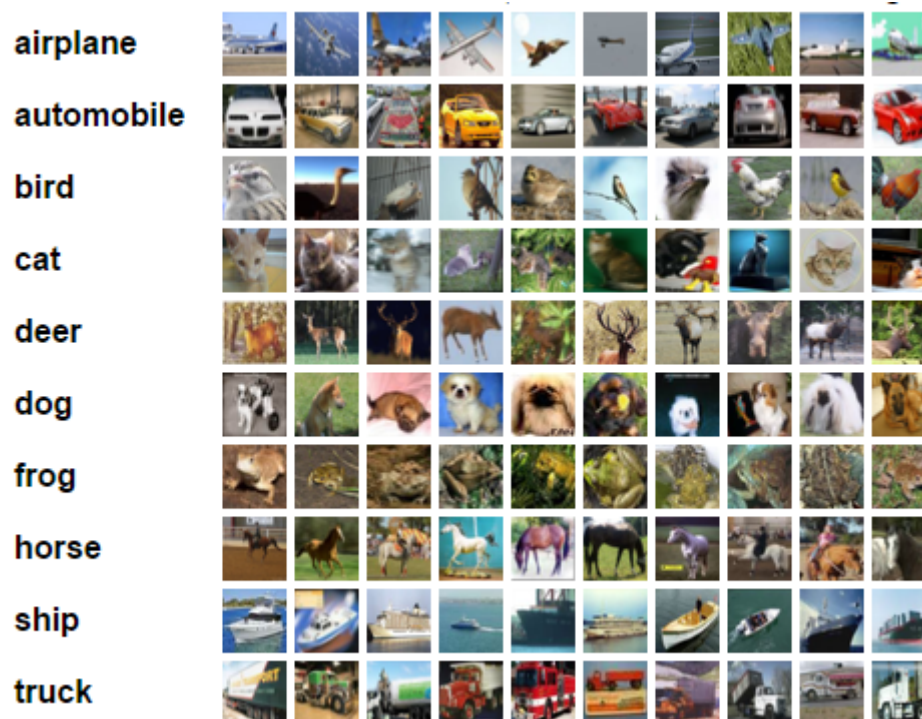 airplane
automobile
bird
cat
deer
dog
frog
horse
ship
truck